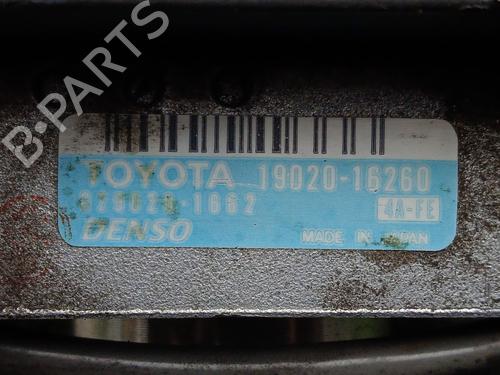 B-PARTS
TOYOTA 19020-16260
4A-FE
DENSO MADE IN JAPAN